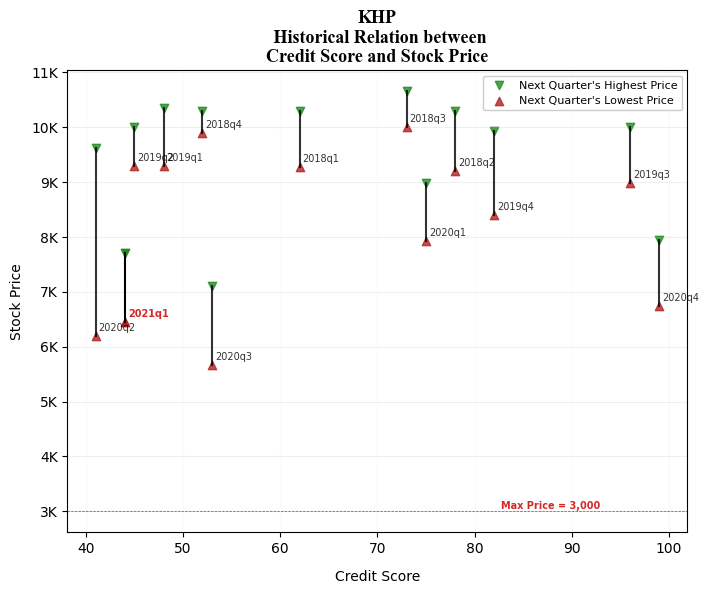 KHP
Historical Relation between
Credit Score and Stock Price
11K
10K
9K
8K
7K
6K
5K
4K
3K
Stock Price
Next Quarter's Highest Price
Next Quarter's Lowest Price
2018q3
2018q4
2019q2
2019q1
2018q1
2018q2
2019q3
2019q4
2020q1
2020q4
2021q1
2020q2
2020q3
Max Price = 3,000
40
50
60
70
80
90
100
Credit Score